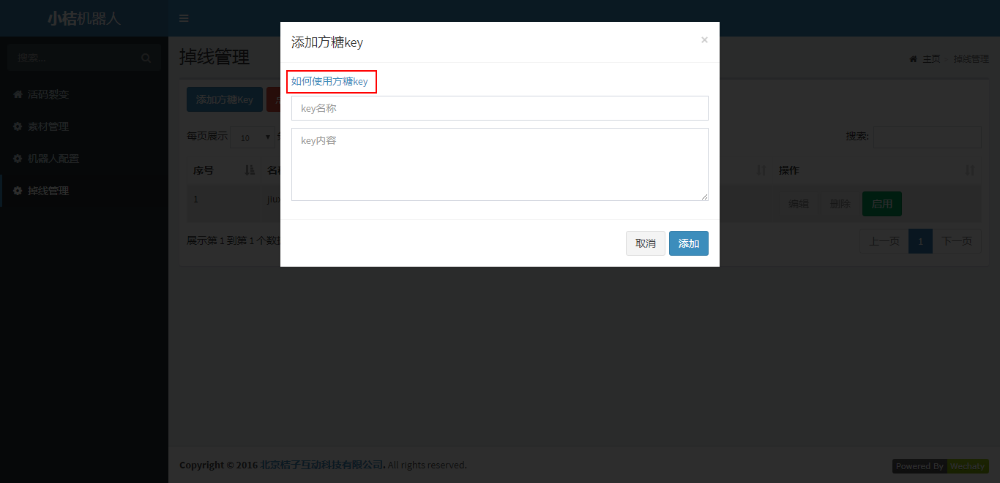 小桔机器人
添加方糖key
×
搜索...
掉线管理
主页
掉线管理
如何使用方糖key
活码裂变
添加方糖Key
key名称
素材管理
每页展示 10
key内容
搜索:
机器人配置
序号
操作
掉线管理
1
编辑
删除
启用
展示第 1 到第 1 个数
取消
添加
上一页
1
下一页
Copyright © 2016 北京桔子互动科技有限公司. All rights reserved.
Powered By Wechaty